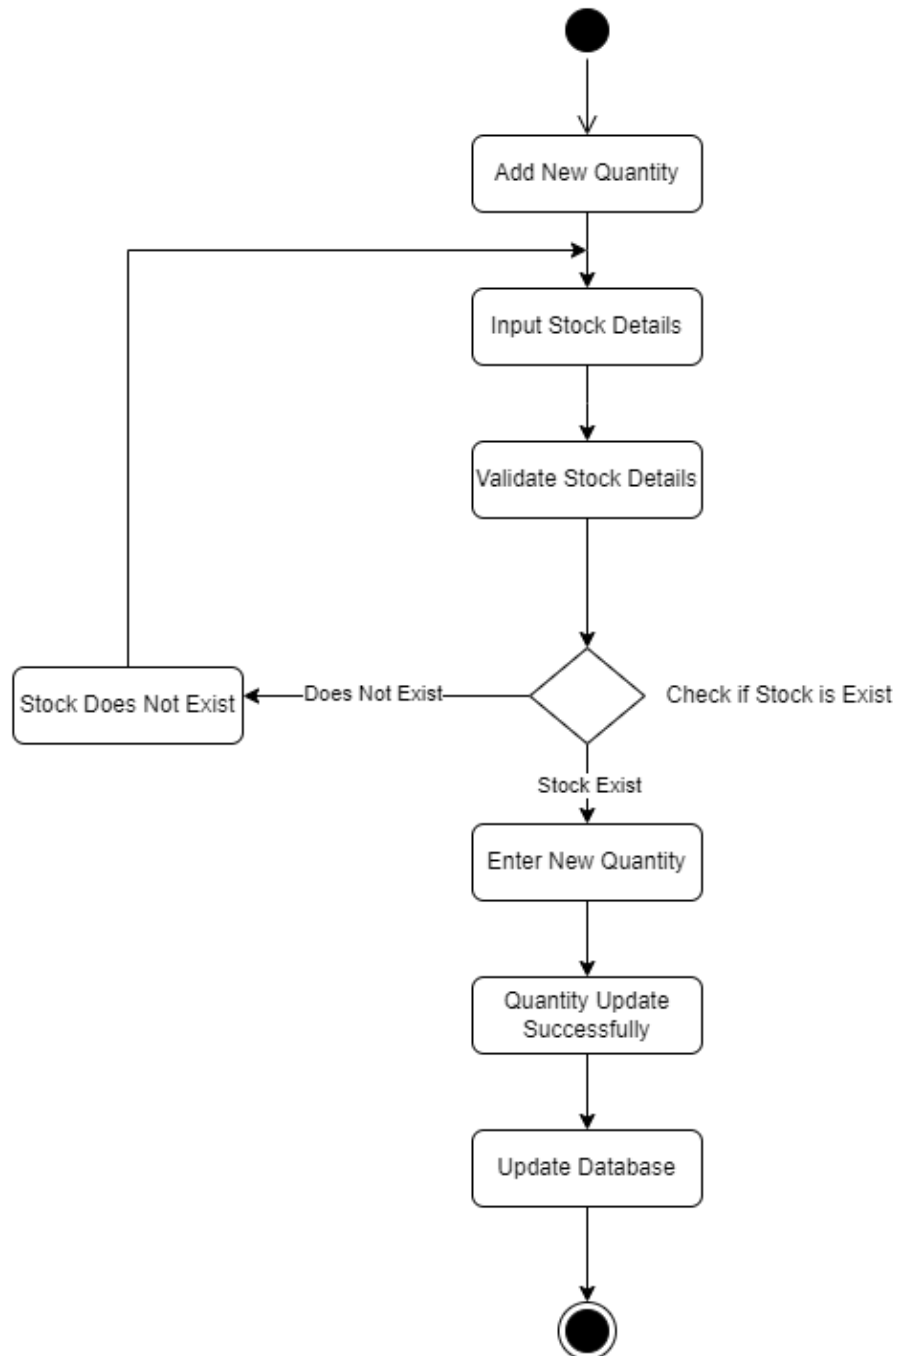 Add New Quantity
Input Stock Details
Validate Stock Details
Stock Does Not Exist
Does Not Exist
Check if Stock is Exist
Stock Exist
Enter New Quantity
Quantity Update
Successfully
Update Database